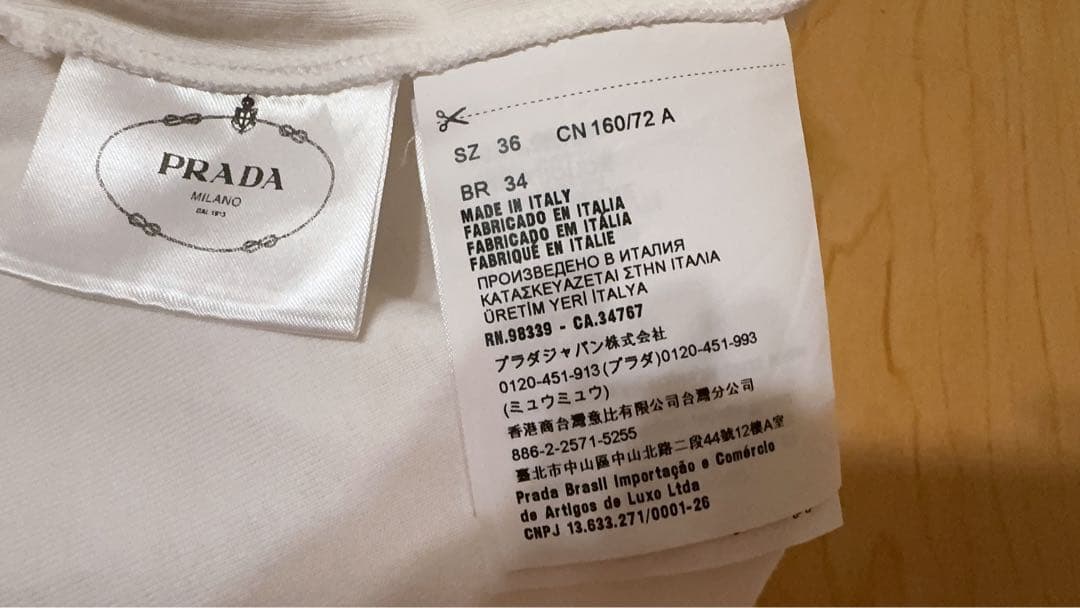 PRADA
MILANO
DAL 1913
SZ 36 CN 160/72 A
BR 34
MADE IN ITALY
FABRICADO EN ITALIA
FABRICADO EM ITÁLIA
FABRIQUÉ EN ITALIE
ПРОИЗВЕДЕНО В ИТАЛИЯ
ΚΑΤΑΣΚΕΥΑΖΕΤΑΙ ΣΤΗΝ ΙΤΑΛΙΑ
ÜRETİM YERİ İTALYA
RN.98339 - CA.34767
プラダジャパン株式会社
0120-451-913(プラダ)0120-451-993
(ミュウミュウ)
香港商台灣意比有限公司台灣分公司
886-2-2571-5255
臺北市中山區中山北路二段44號12樓A室
Prada Brasil Importação e Comércio
de Artigos de Luxo Ltda
CNPJ 13.633.271/0001-26